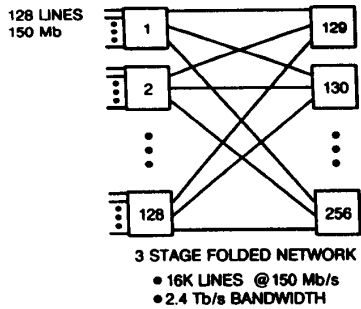 128 LINES
150 Mb
1
129
2
130
128
256
3 STAGE FOLDED NETWORK
• 16K LINES @ 150 Mb/s
• 2.4 Tb/s BANDWIDTH